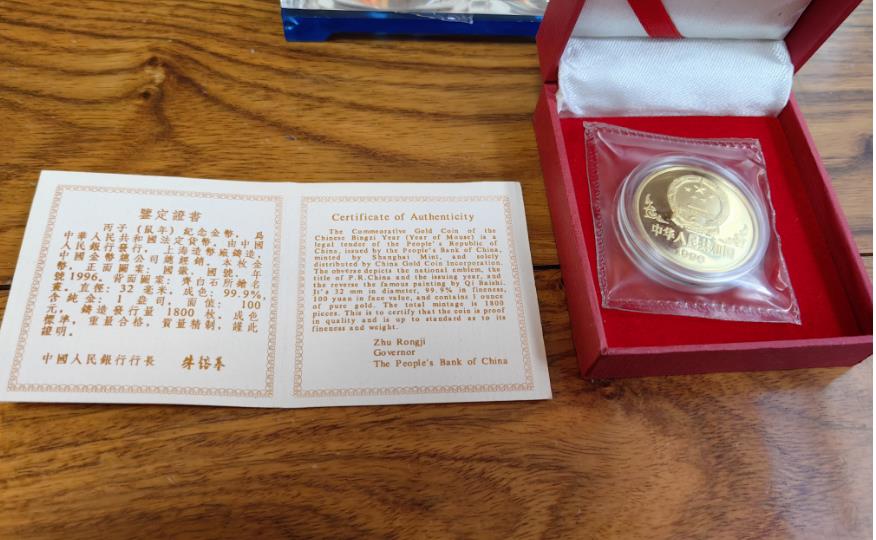 鑒定證書
丙子(鼠年)紀念金幣,爲
中華人民共和國法定貨幣,由中國
人民銀行發行,上海造幣廠鑄造,
中國金幣總公司總經銷。本枚金
幣,正面圖案:國徽、國號、年
號1996,背面圖案:齊白石所繪名
畫,直徑:32 毫米,成色:99.9%,
含純金:1 盎司,面值:100
元,鑄造發行量 1800 枚。成色
標準,重量合格,質量精制,謹此
證明。
中國人民銀行行長 朱镕基
Certificate of Authenticity
The Commeorative Gold Coin of the
Chinese Bingzi Year (Year of Mouse) is a
legal tender of the People's Republic of
China, issued by the People's Bank of China,
minted by Shanghai Mint, and solely
distributed by China Gold Coin Incorporation.
The obverse depicts the national emblem, the
title of P.R.China and the issuing year, and
the reverse the famous painting by Qi Baishi.
It's 32 mm in diameter, 99.9% in fineness,
100 yuan in face value, and contains 1 ounce
of pure gold. The total mintage is 1800
pieces. This is to certify that the coin is proof
in quality and is up to standard as to its
fineness and weight.
Zhu Rongji
Governor
The People's Bank of China
中华人民共和国
1996